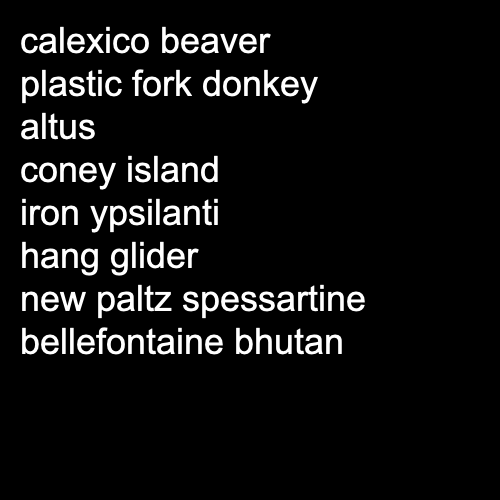 calexico beaver
plastic fork donkey
altus
coney island
iron ypsilanti
hang glider
new paltz spessartine
bellefontaine bhutan